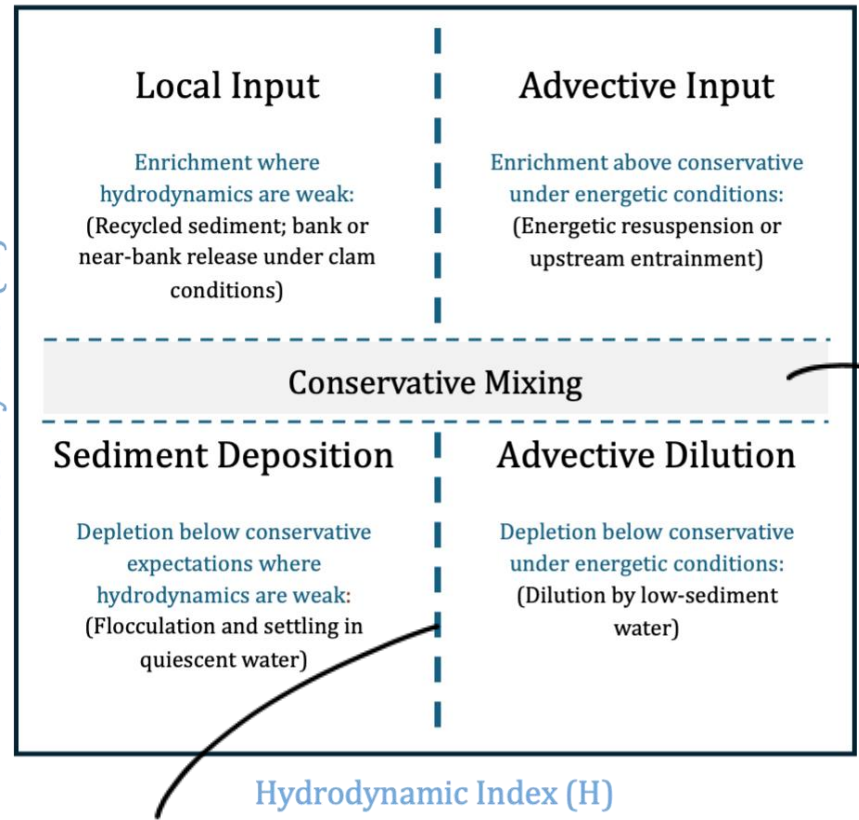 Local Input
Enrichment where
hydrodynamics are weak:
(Recycled sediment; bank or
near-bank release under clam
conditions)
Advective Input
Enrichment above conservative
under energetic conditions:
(Energetic resuspension or
upstream entrainment)
Conservative Mixing
Sediment Deposition
Depletion below conservative
expectations where
hydrodynamics are weak:
(Flocculation and settling in
quiescent water)
Advective Dilution
Depletion below conservative
under energetic conditions:
(Dilution by low-sediment
water)
Hydrodynamic Index (H)